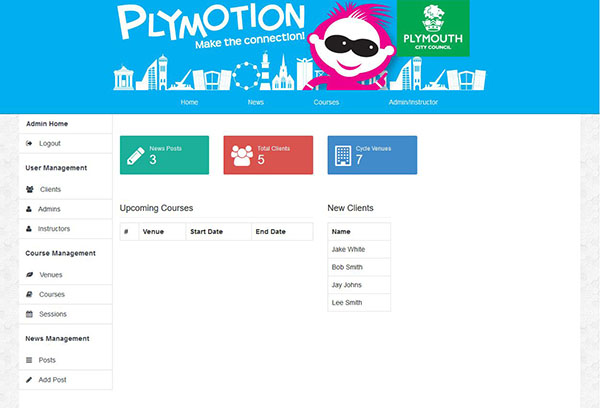 PLYMOTION
Make the connection!
PLYMOUTH
CITY COUNCIL
Home News Courses Admin/instructor
Admin Home
Logout
User Management
Clients
Admins
Instructors
Course Management
Venues
Courses
Sessions
News Management
Posts
Add Post
News Posts
3
Total Clients
5
Cycle Venues
7
Upcoming Courses
# Venue Start Date End Date
New Clients
Name
Jake White
Bob Smith
Jay Johns
Lee Smith